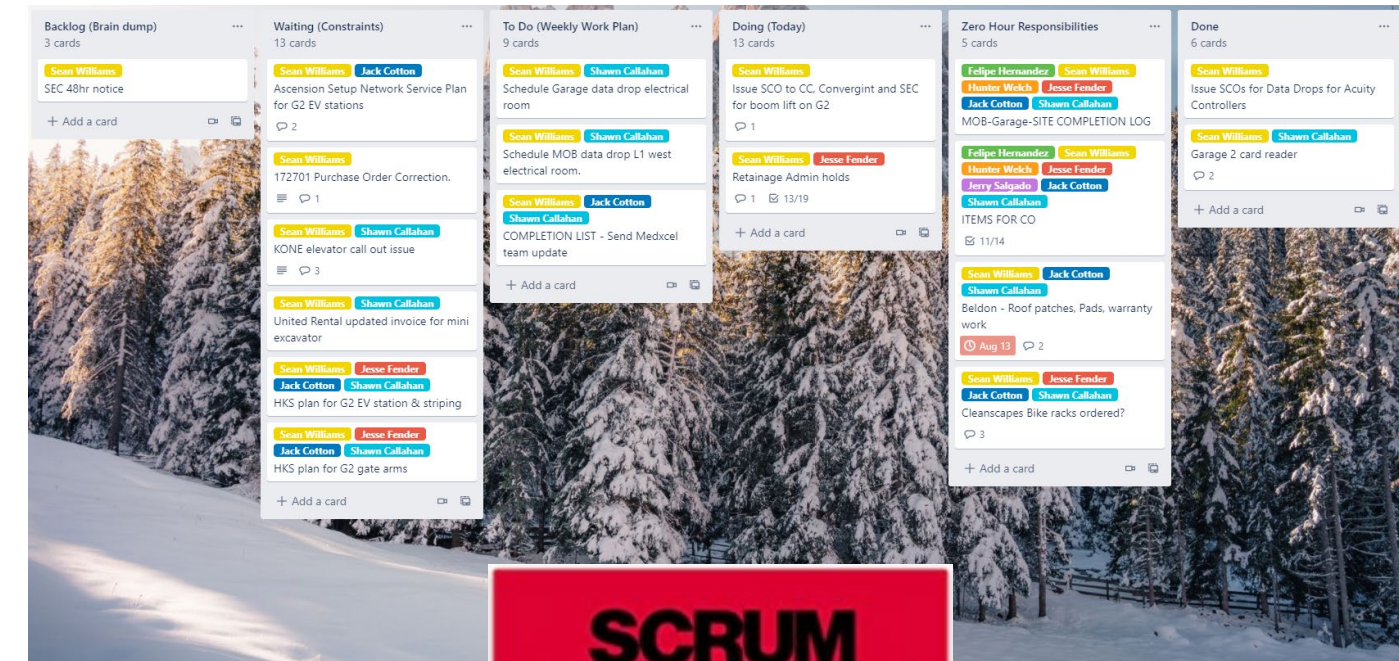 Backlog (Brain dump)
3 cards
Sean Williams
SEC 48hr notice
+ Add a card
Waiting (Constraints)
13 cards
Sean Williams Jack Cotton
Ascension Setup Network Service Plan
for G2 EV stations
2
Sean Williams
172701 Purchase Order Correction.
1
Sean Williams Shawn Callahan
KONE elevator call out issue
3
Sean Williams Shawn Callahan
United Rental updated invoice for mini
excavator
Sean Williams Jesse Fender
Jack Cotton Shawn Callahan
HKS plan for G2 EV station & striping
Sean Williams Jesse Fender
Jack Cotton Shawn Callahan
HKS plan for G2 gate arms
+ Add a card
To Do (Weekly Work Plan)
9 cards
Sean Williams Shawn Callahan
Schedule Garage data drop electrical
room
Sean Williams Shawn Callahan
Schedule MOB data drop L1 west
electrical room.
Sean Williams Jack Cotton
Shawn Callahan
COMPLETION LIST - Send Medxcel
team update
+ Add a card
Doing (Today)
13 cards
Sean Williams
Issue SCO to CC, Convergint and SEC
for boom lift on G2
1
Sean Williams Jesse Fender
Retainage Admin holds
1 13/19
+ Add a card
Zero Hour Responsibilities
5 cards
Felipe Hernandez Sean Williams
Hunter Welch Jesse Fender
Jack Cotton Shawn Callahan
MOB-Garage-SITE COMPLETION LOG
Felipe Hernandez Sean Williams
Hunter Welch Jesse Fender
Jerry Salgado Jack Cotton
Shawn Callahan
ITEMS FOR CO
11/14
Sean Williams Jack Cotton
Shawn Callahan
Beldon - Roof patches, Pads, warranty
work
Aug 13 2
Sean Williams Jesse Fender
Jack Cotton Shawn Callahan
Cleanscapes Bike racks ordered?
3
+ Add a card
Done
6 cards
Sean Williams
Issue SCOs for Data Drops for Acuity
Controllers
Sean Williams Shawn Callahan
Garage 2 card reader
2
+ Add a card
SCRUM